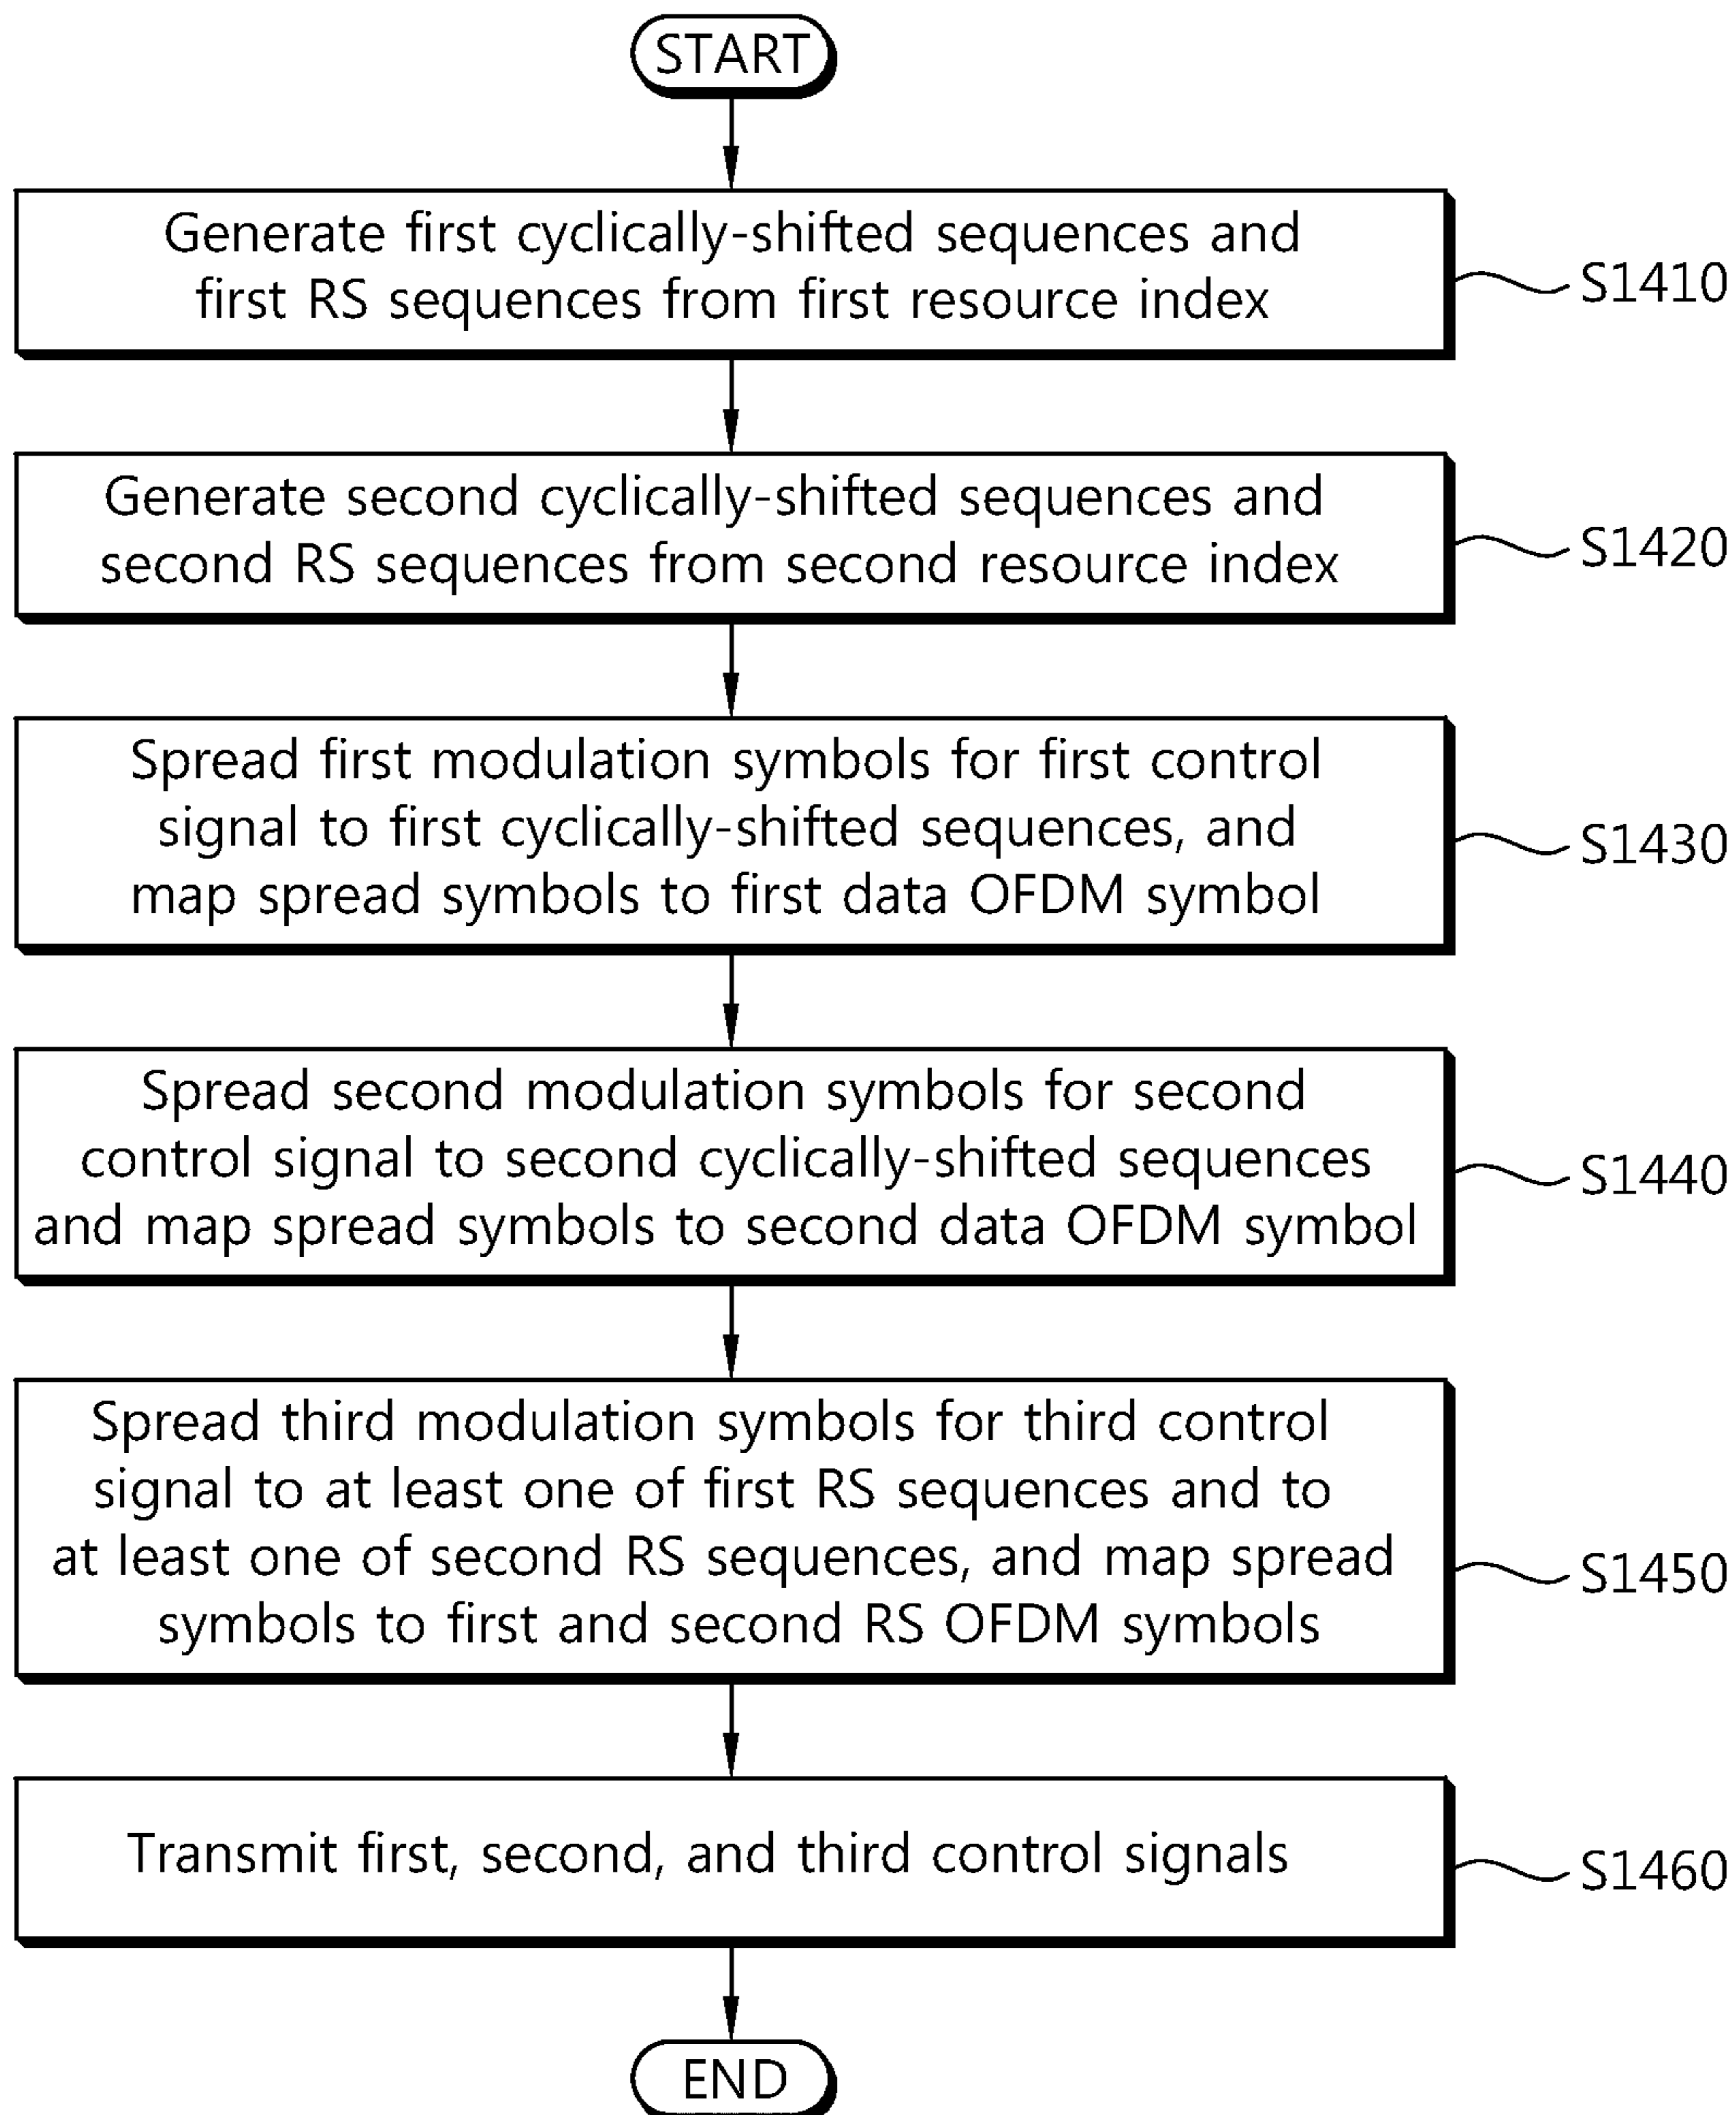 START
Generate first cyclically-shifted sequences and
first RS sequences from first resource index
S1410
Generate second cyclically-shifted sequences and
second RS sequences from second resource index
S1420
Spread first modulation symbols for first control
signal to first cyclically-shifted sequences, and
map spread symbols to first data OFDM symbol
S1430
Spread second modulation symbols for second
control signal to second cyclically-shifted sequences
and map spread symbols to second data OFDM symbol
S1440
Spread third modulation symbols for third control
signal to at least one of first RS sequences and to
at least one of second RS sequences, and map spread
symbols to first and second RS OFDM symbols
S1450
Transmit first, second, and third control signals
S1460
END